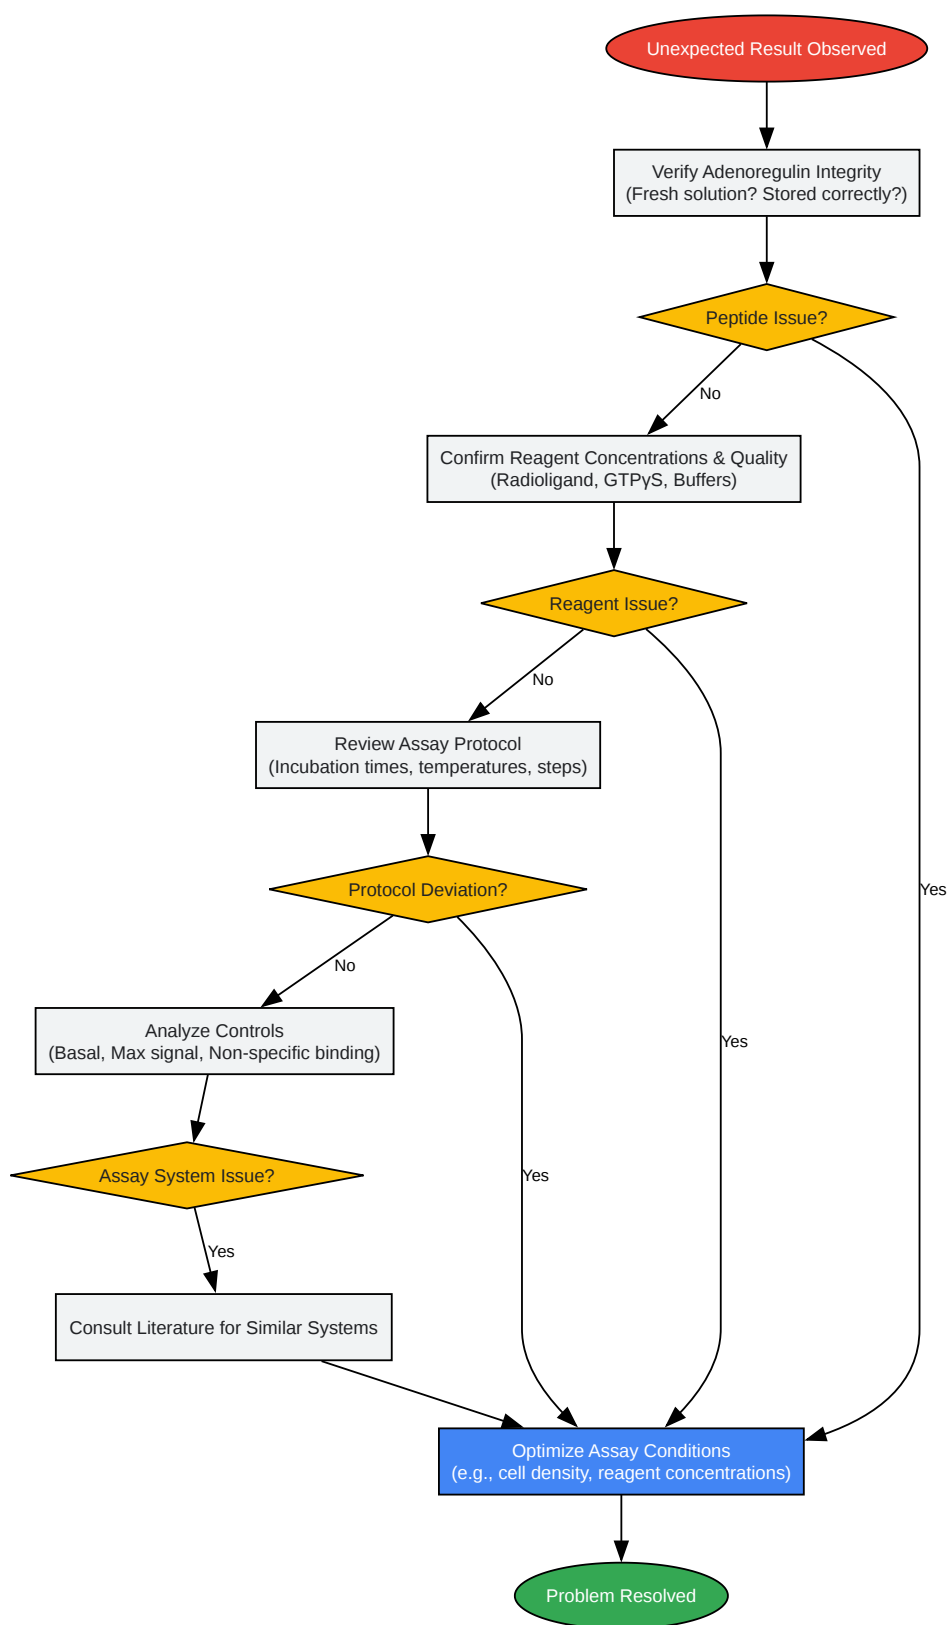 Unexpected Result Observed
Verify Adenoregulin Integrity
(Fresh solution? Stored correctly?)
Peptide Issue?
No
Confirm Reagent Concentrations & Quality
(Radioligand, GTPγS, Buffers)
Reagent Issue?
No
Review Assay Protocol
(Incubation times, temperatures, steps)
Protocol Deviation?
Yes
No
Analyze Controls
(Basal, Max signal, Non-specific binding)
Yes
Assay System Issue?
Yes
Yes
Consult Literature for Similar Systems
Optimize Assay Conditions
(e.g., cell density, reagent concentrations)
Problem Resolved